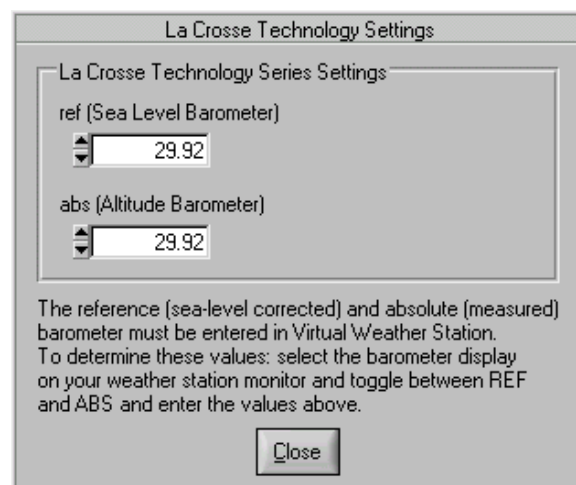 La Crosse Technology Settings
La Crosse Technology Series Settings
ref (Sea Level Barometer)
29.92
abs (Altitude Barometer)
29.92
The reference (sea-level corrected) and absolute (measured)
barometer must be entered in Virtual Weather Station.
To determine these values: select the barometer display
on your weather station monitor and toggle between REF
and ABS and enter the values above.
Close